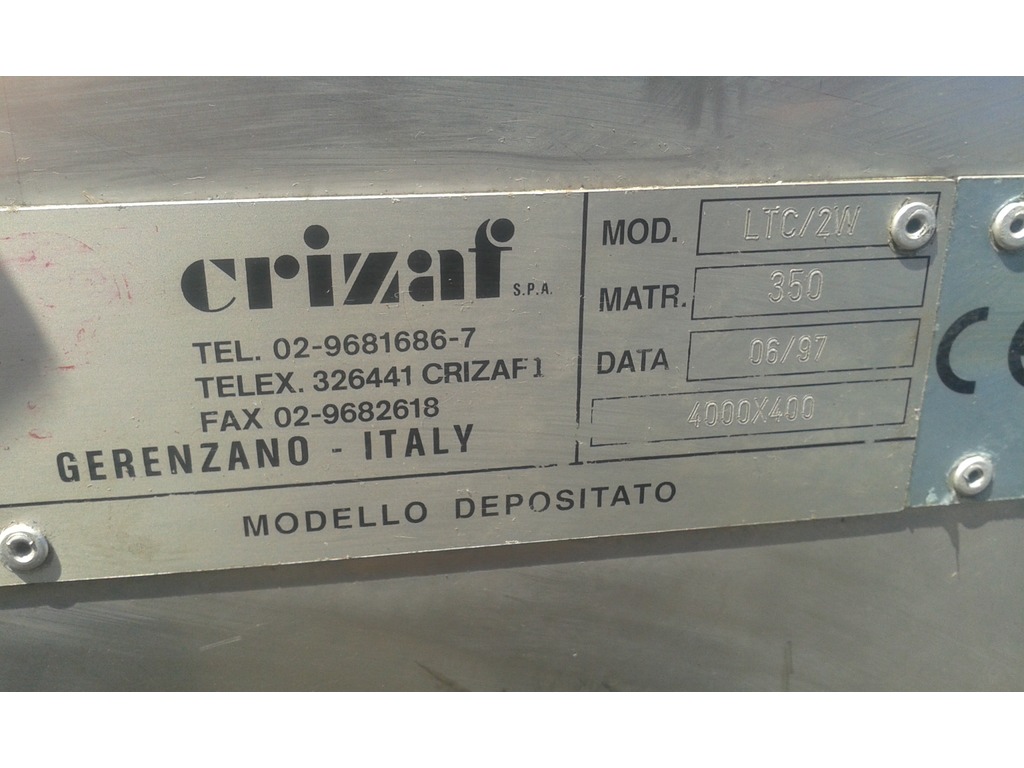 crizaf S.P.A.
TEL. 02-9681686-7
TELEX. 326441 CRIZAF1
FAX 02-9682618
GERENZANO - ITALY
MOD. LTC/2W
MATR. 350
DATA 06/97
4000X400
MODELLO DEPOSITATO
CE